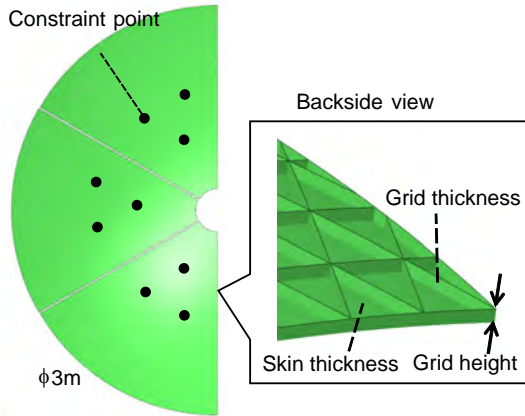 Constraint point
Backside view
Grid thickness
Skin thickness
Grid height
ϕ3m